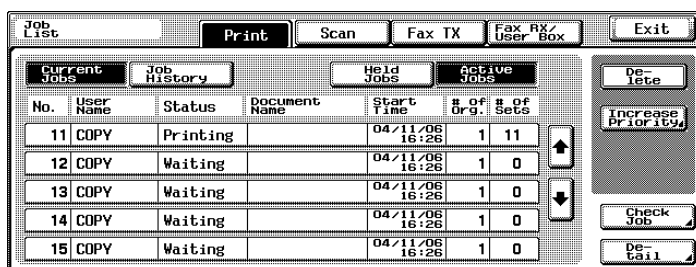 Job List
Print
Scan
Fax TX
Fax RX/ User Box
Exit
Current Jobs
Job History
Held Jobs
Active Jobs
De- lete
No. User Name Status Document Name Start Time # of Org. # of Sets
Increase Priority
11 COPY Printing 04/11/06 16:26 1 11
12 COPY Waiting 04/11/06 16:26 1 0
13 COPY Waiting 04/11/06 16:26 1 0
14 COPY Waiting 04/11/06 16:26 1 0
Check Job
15 COPY Waiting 04/11/06 16:26 1 0
De- tail